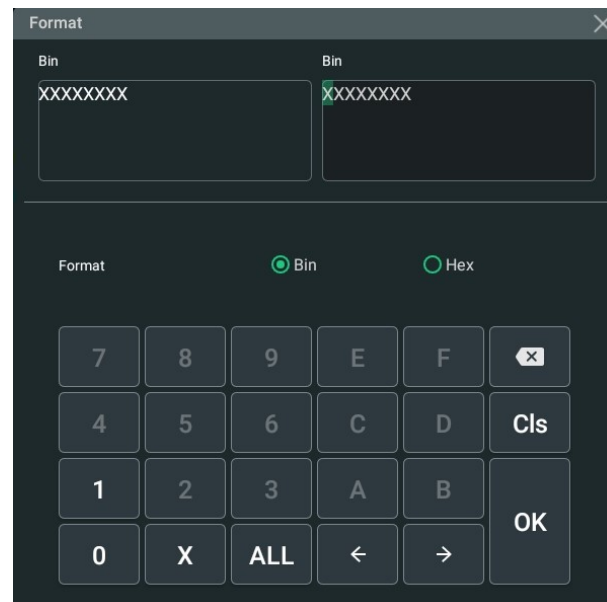 Format
Bin Bin
XXXXXXXX XXXXXXXX
Format Bin Hex
7 8 9 E F
4 5 6 C D Cls
1 2 3 A B
OK
0 X ALL ← →